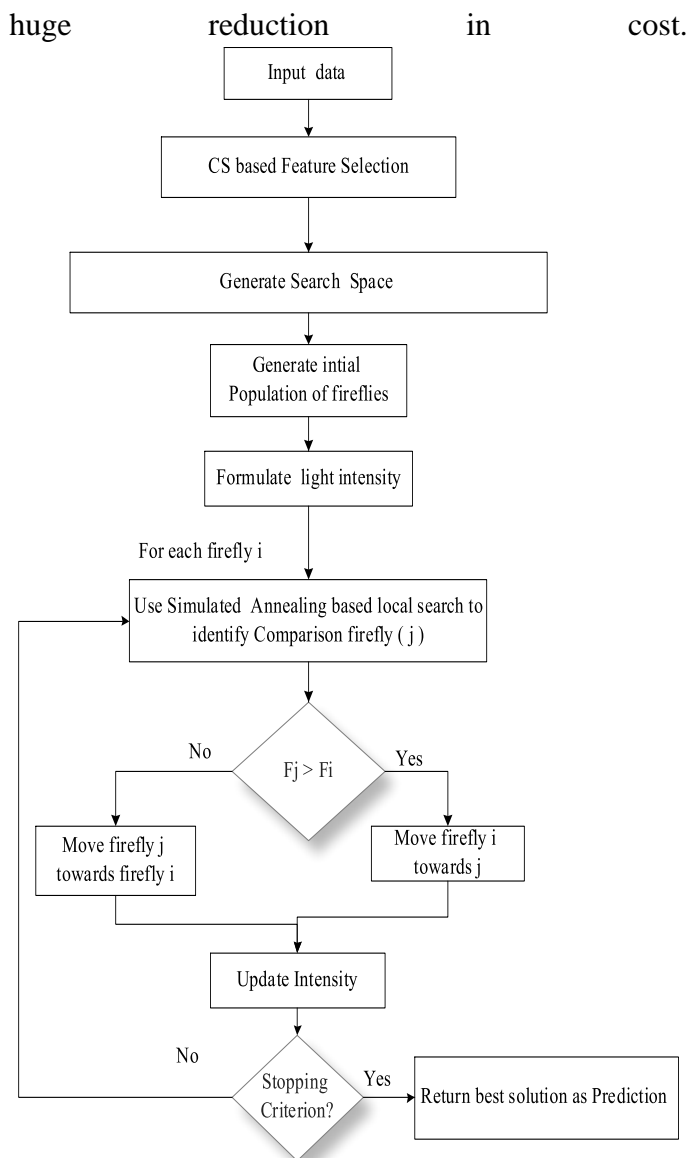 huge reduction in cost.
Input data
CS based Feature Selection
Generate Search Space
Generate intial
Population of fireflies
Formulate light intensity
For each firefly i
Use Simulated Annealing based local search to
identify Comparison firefly ( j )
Fj > Fi
No
Yes
Move firefly j
towards firefly i
Move firefly i
towards j
Update Intensity
Stopping
Criterion?
No
Yes
Return best solution as Prediction